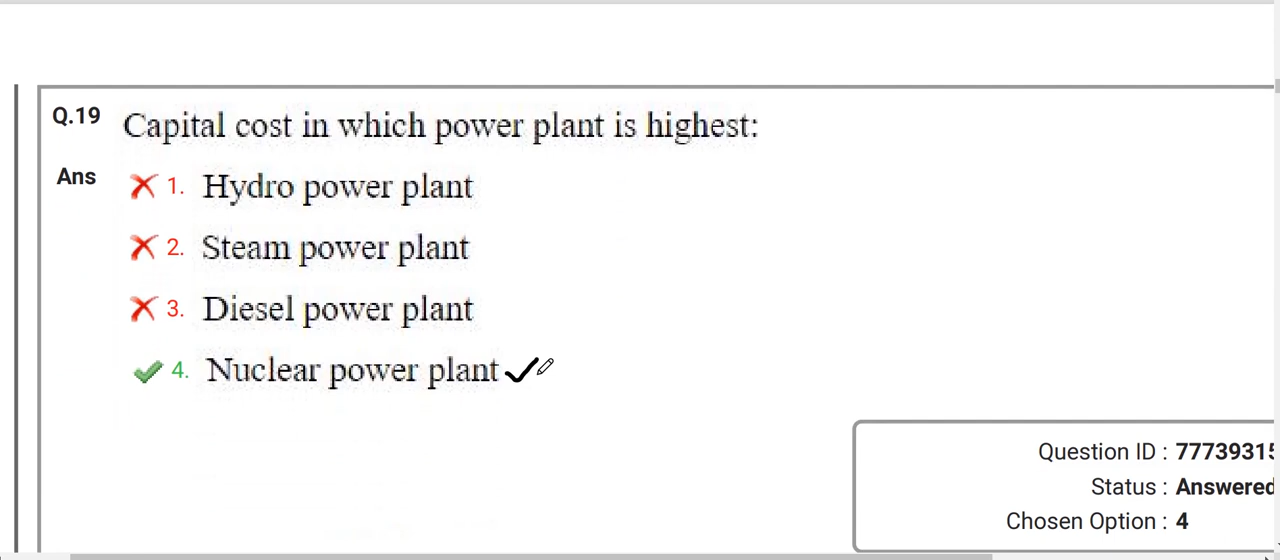 Q.19 Capital cost in which power plant is highest:
Ans 1. Hydro power plant
2. Steam power plant
3. Diesel power plant
4. Nuclear power plant
Question ID : 7773931
Status : Answered
Chosen Option : 4